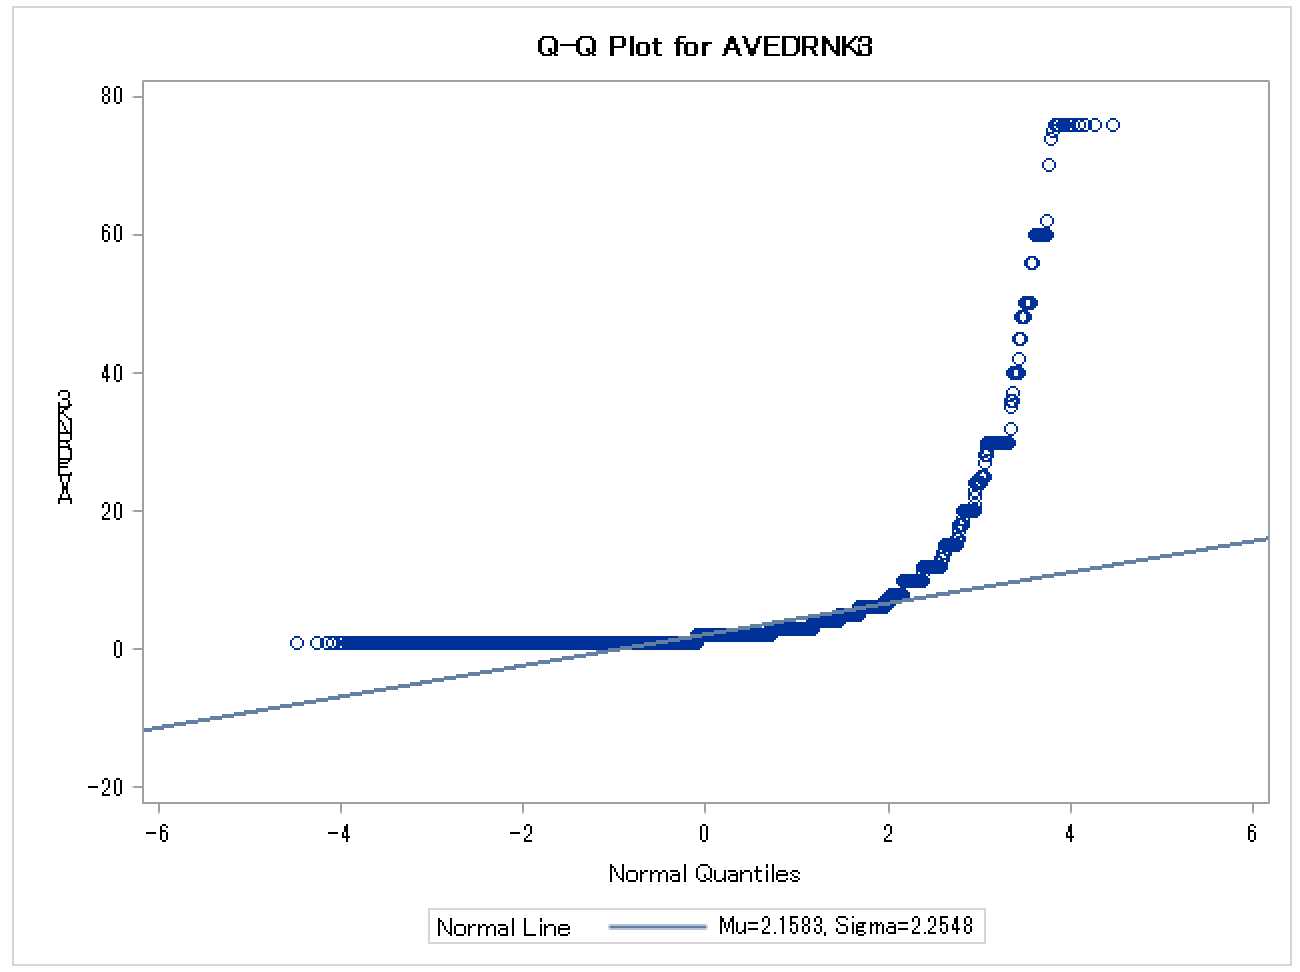 Q-Q Plot for AVEDRNK3
80
60
40
20
0
-20
AVEDRNK3
-6 -4 -2 0 2 4 6
Normal Quantiles
Normal Line Mu=2.1583, Sigma=2.2548